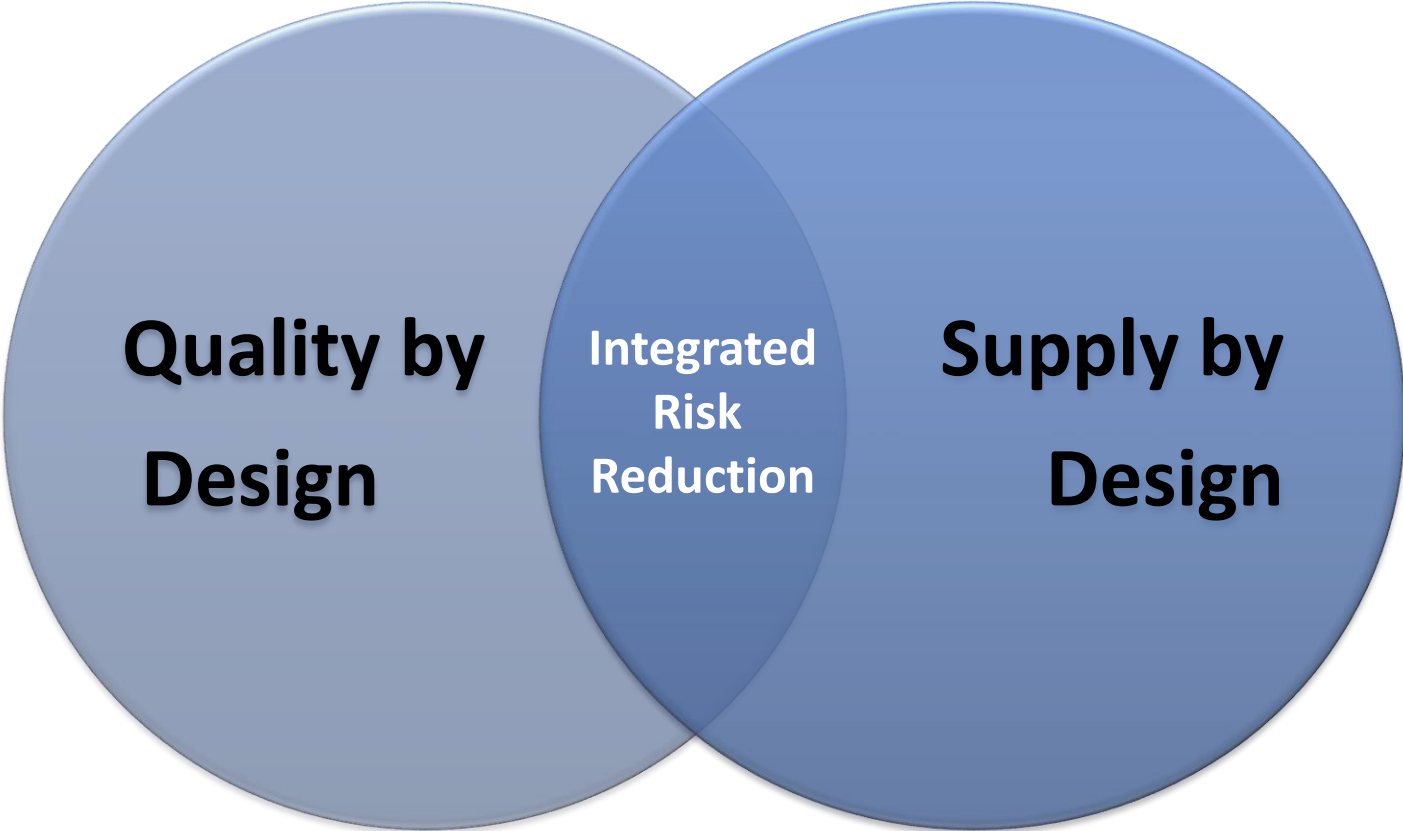 Quality by
Design
Integrated
Risk
Reduction
Supply by
Design